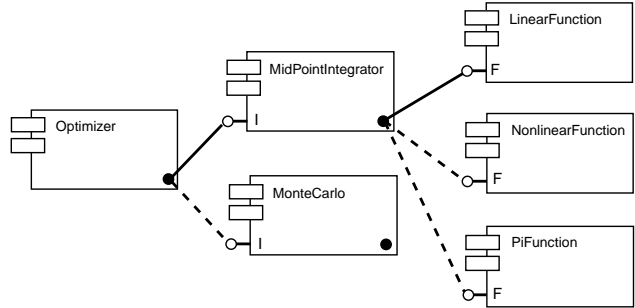 LinearFunction
F
MidPointIntegrator
I
Optimizer
NonlinearFunction
F
MonteCarlo
I
PiFunction
F